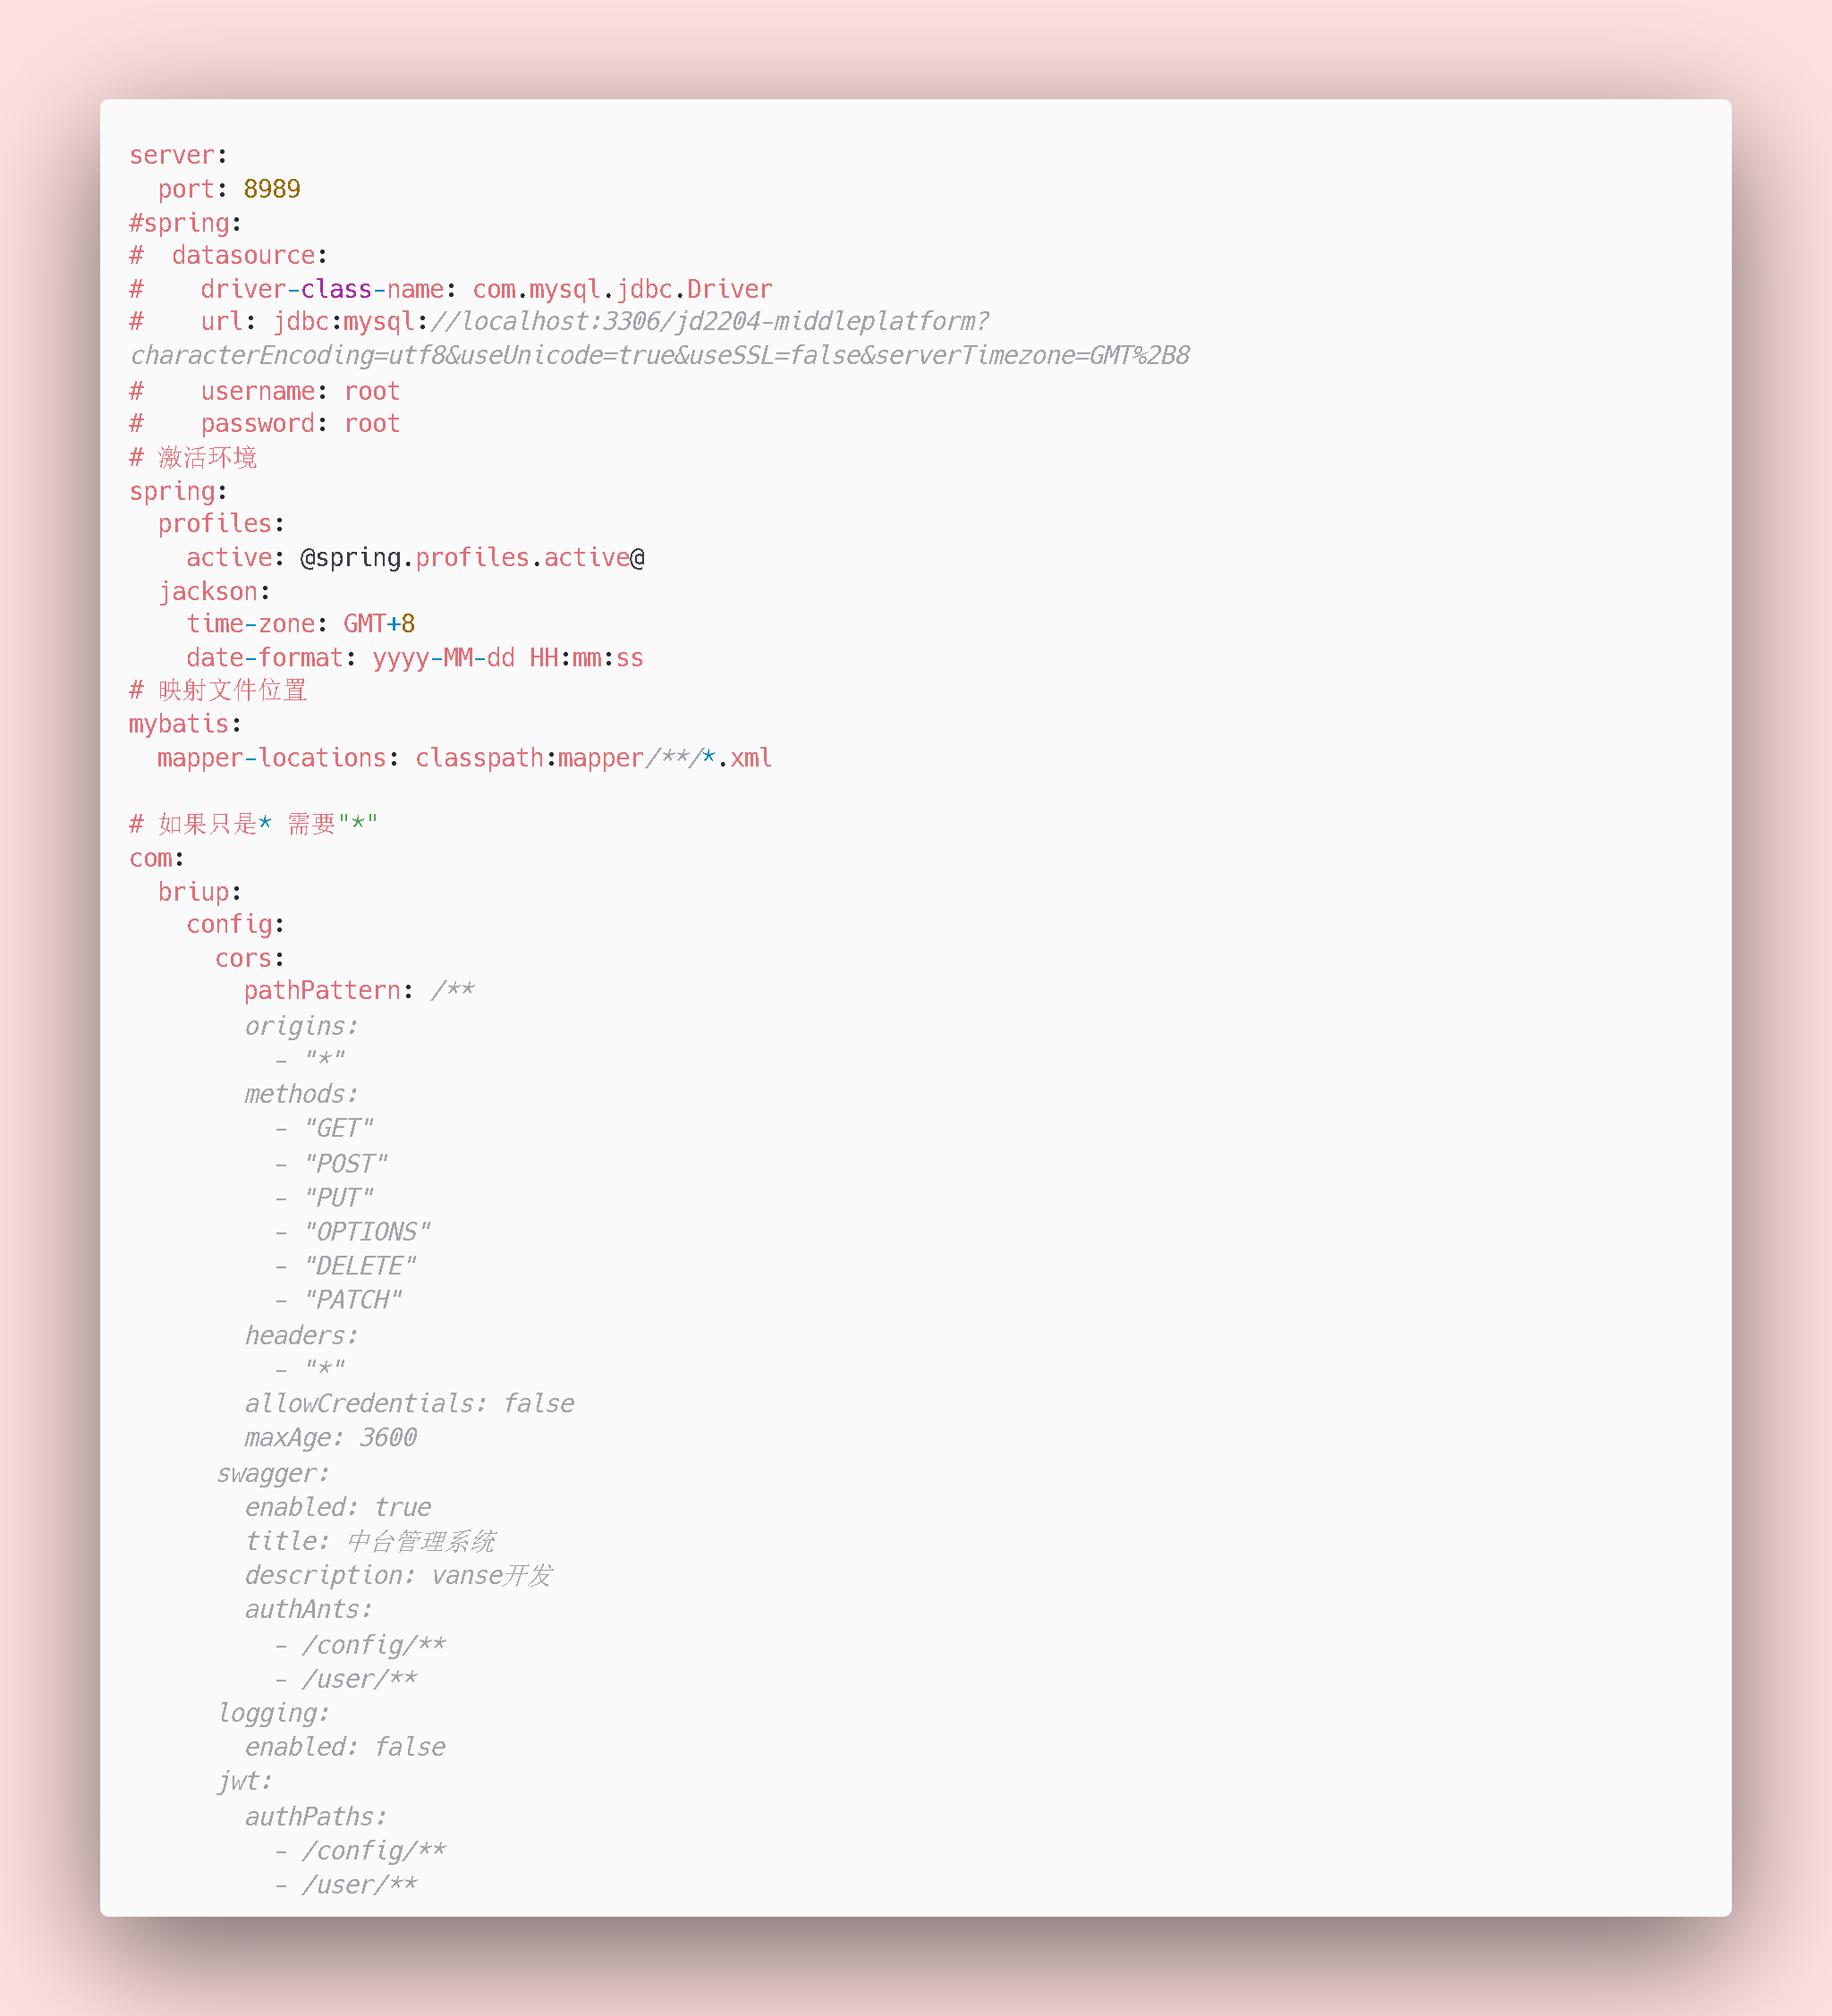 server:
  port: 8989
#spring:
#  datasource:
#    driver-class-name: com.mysql.jdbc.Driver
#    url: jdbc:mysql://localhost:3306/jd2204-middleplatform?
characterEncoding=utf8&useUnicode=true&useSSL=false&serverTimezone=GMT%2B8
#    username: root
#    password: root
# 激活环境
spring:
  profiles:
    active: @spring.profiles.active@
  jackson:
    time-zone: GMT+8
    date-format: yyyy-MM-dd HH:mm:ss
# 映射文件位置
mybatis:
  mapper-locations: classpath:mapper/**/*.xml

# 如果只是* 需要"*"
com:
  briup:
    config:
      cors:
        pathPattern: /**
        origins:
          - "*"
        methods:
          - "GET"
          - "POST"
          - "PUT"
          - "OPTIONS"
          - "DELETE"
          - "PATCH"
        headers:
          - "*"
        allowCredentials: false
        maxAge: 3600
      swagger:
        enabled: true
        title: 中台管理系统
        description: vanse开发
        authAnts:
          - /config/**
          - /user/**
      logging:
        enabled: false
      jwt:
        authPaths:
          - /config/**
          - /user/**